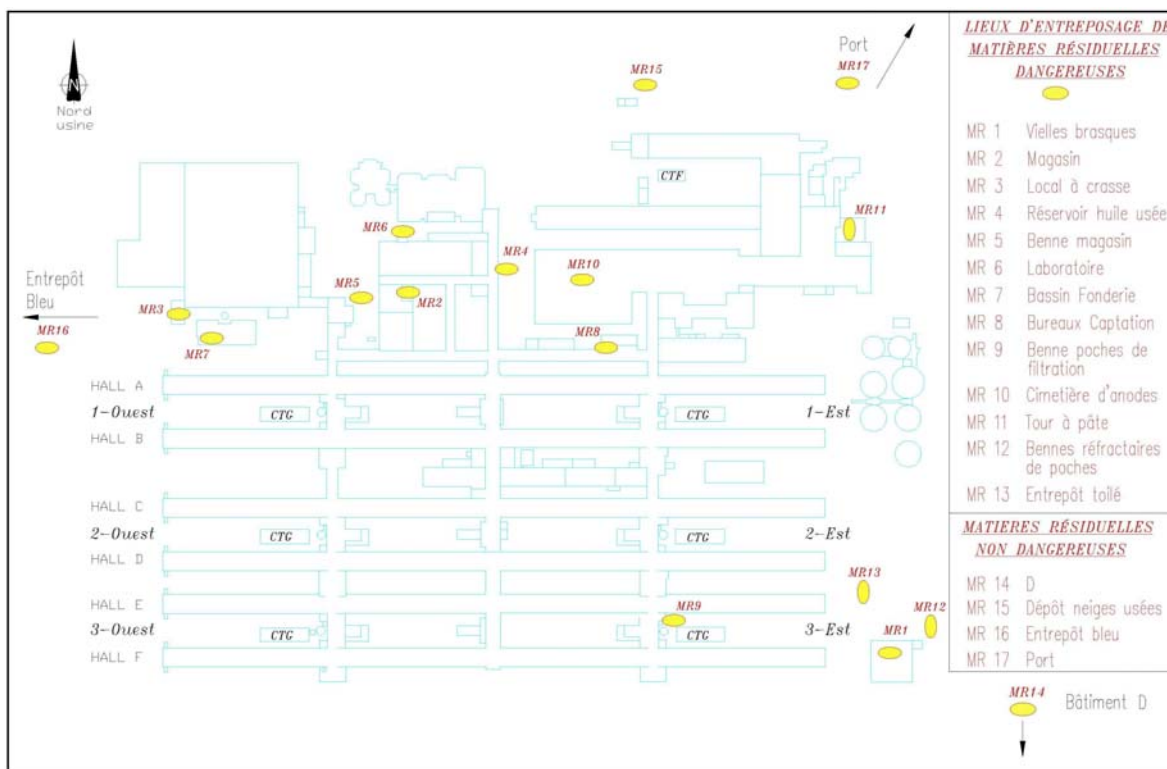 Port
MR15
MR17
N
Nord
usine
CTF
MR11
MR6
MR4
MR10
Entrepôt
Bleu
MR5
MR2
MR3
MR16
MR7
MR8
HALL A
1-Ouest
CTG
CTG
1-Est
HALL B
HALL C
2-Ouest
CTG
CTG
2-Est
HALL D
MR13
HALL E
MR9
MR12
3-Ouest
CTG
CTG
3-Est
MR1
HALL F
LIEUX D'ENTREPOSAGE DE
MATIÈRES RÉSIDUELLES
DANGEREUSES
MR 1 Vielles brasques
MR 2 Magasin
MR 3 Local à crasse
MR 4 Réservoir huile usée
MR 5 Benne magasin
MR 6 Laboratoire
MR 7 Bassin Fonderie
MR 8 Bureaux Captation
MR 9 Benne poches de
filtration
MR 10 Cimetière d'anodes
MR 11 Tour à pâte
MR 12 Bennes réfractaires
de poches
MR 13 Entrepôt toilé
MATIERES RÉSIDUELLES
NON DANGEREUSES
MR 14 D
MR 15 Dépôt neiges usées
MR 16 Entrepôt bleu
MR 17 Port
MR14
Bâtiment D